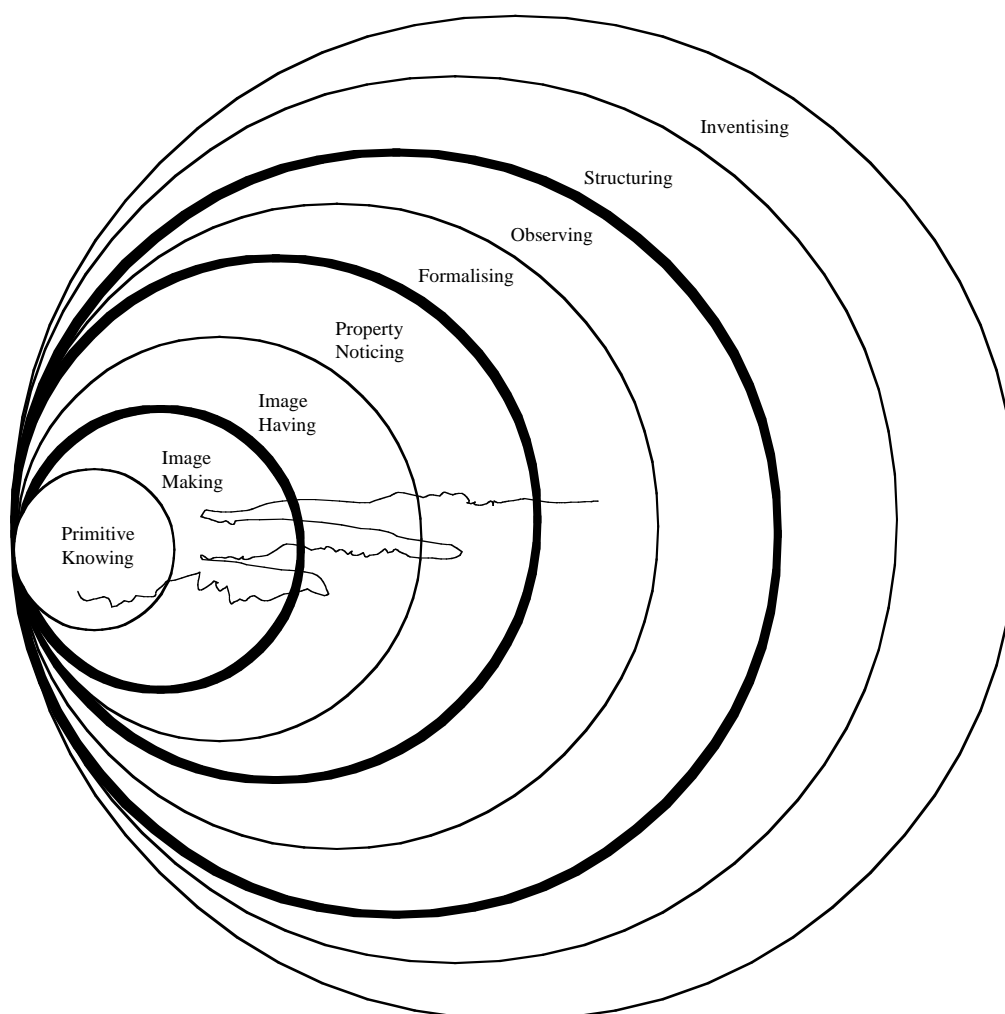 Inventising
Structuring
Observing
Formalising
Property
Noticing
Image
Having
Image
Making
Primitive
Knowing